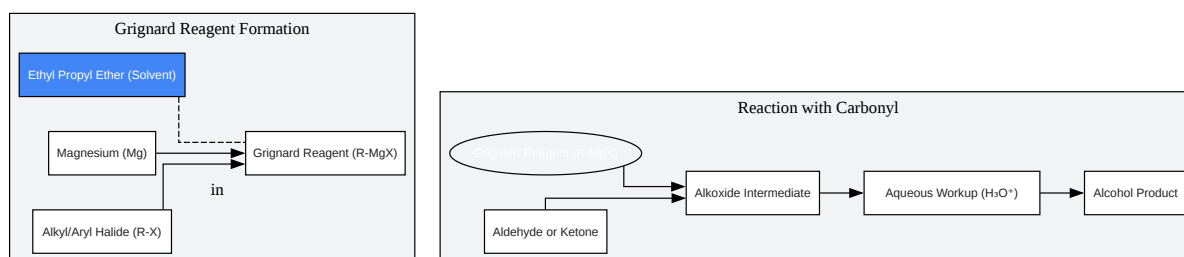 Grignard Reagent Formation
Ethyl Propyl Ether (Solvent)
Magnesium (Mg)
Grignard Reagent (R-MgX)
in
Alkyl/Aryl Halide (R-X)
Reaction with Carbonyl
Grignard Reagent (R-MgX)
Alkoxide Intermediate
Aqueous Workup (H₃O⁺)
Alcohol Product
Aldehyde or Ketone